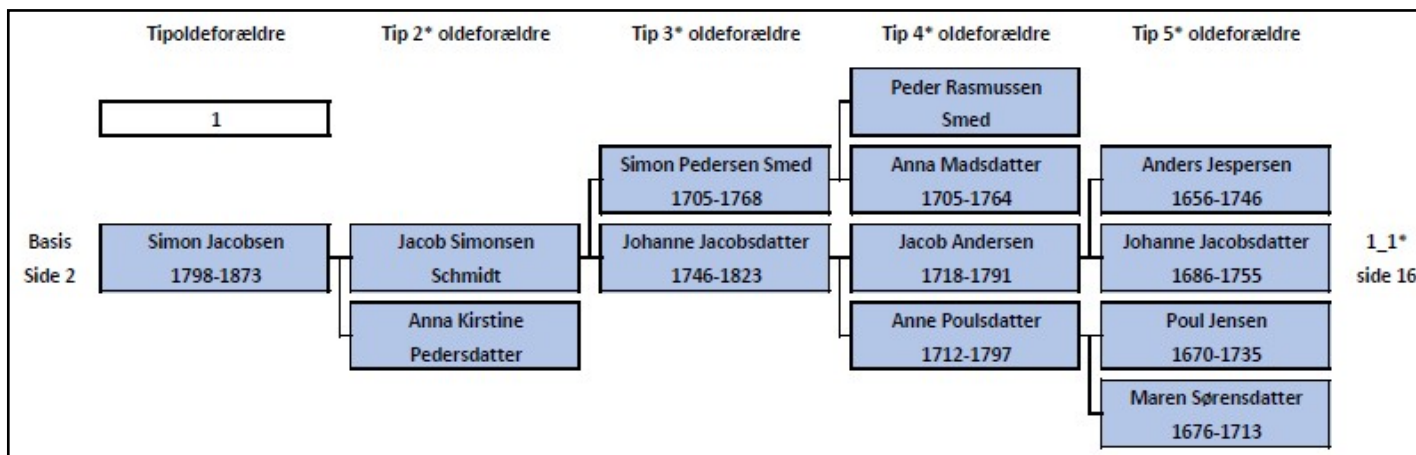 Tipoldeforældre
Tip 2* oldeforældre
Tip 3* oldeforældre
Tip 4* oldeforældre
Tip 5* oldeforældre
1
Basis
Side 2
Simon Jacobsen
1798-1873
Jacob Simonsen
Schmidt
Anna Kirstine
Pedersdatter
Simon Pedersen Smed
1705-1768
Johanne Jacobsdatter
1746-1823
Peder Rasmussen
Smed
Anna Madsdatter
1705-1764
Jacob Andersen
1718-1791
Anne Poulsdatter
1712-1797
Anders Jespersen
1656-1746
Johanne Jacobsdatter
1686-1755
Poul Jensen
1670-1735
Maren Sørensdatter
1676-1713
1_1*
side 16